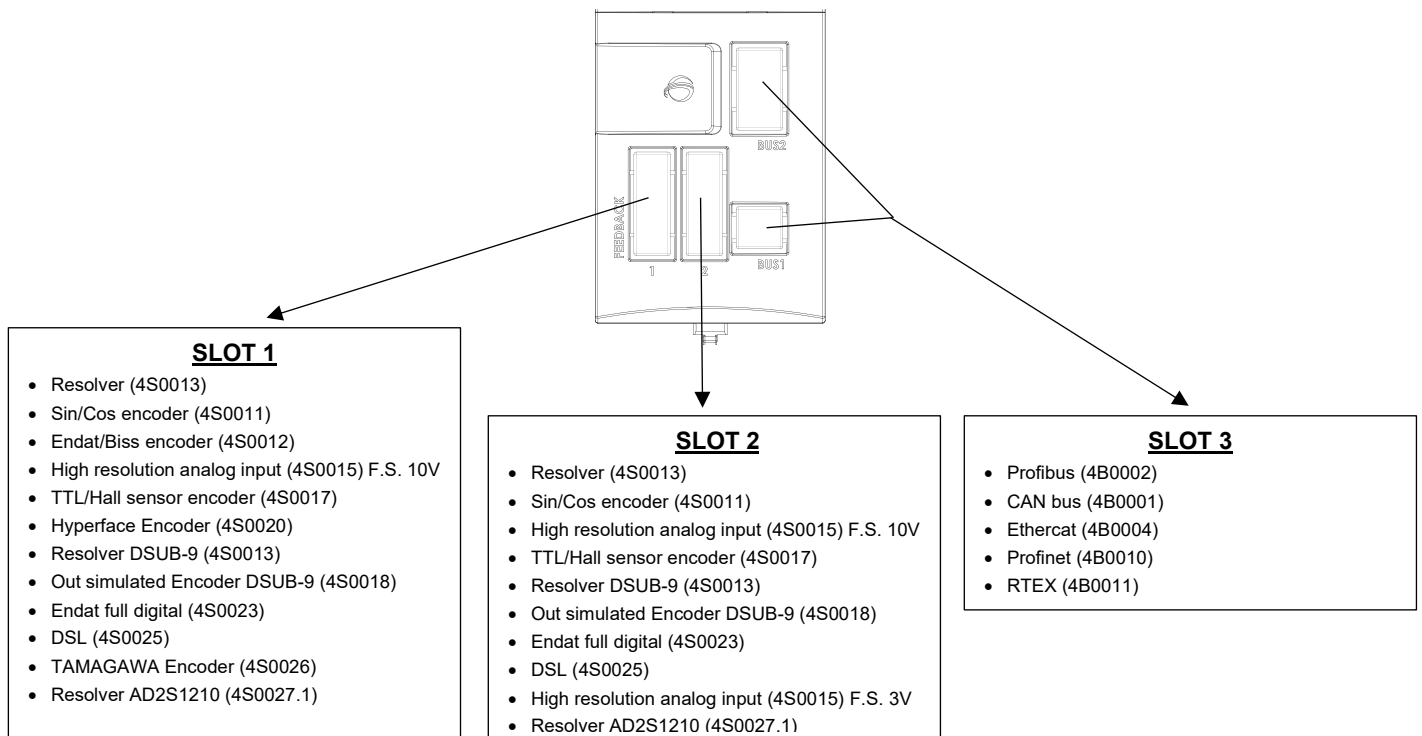 BUS2
FEEDBACK
1
2
BUS1
SLOT 1
• Resolver (4S0013)
• Sin/Cos encoder (4S0011)
• Endat/Biss encoder (4S0012)
• High resolution analog input (4S0015) F.S. 10V
• TTL/Hall sensor encoder (4S0017)
• Hyperface Encoder (4S0020)
• Resolver DSUB-9 (4S0013)
• Out simulated Encoder DSUB-9 (4S0018)
• Endat full digital (4S0023)
• DSL (4S0025)
• TAMAGAWA Encoder (4S0026)
• Resolver AD2S1210 (4S0027.1)
SLOT 2
• Resolver (4S0013)
• Sin/Cos encoder (4S0011)
• High resolution analog input (4S0015) F.S. 10V
• TTL/Hall sensor encoder (4S0017)
• Resolver DSUB-9 (4S0013)
• Out simulated Encoder DSUB-9 (4S0018)
• Endat full digital (4S0023)
• DSL (4S0025)
• High resolution analog input (4S0015) F.S. 3V
• Resolver AD2S1210 (4S0027.1)
SLOT 3
• Profibus (4B0002)
• CAN bus (4B0001)
• Ethercat (4B0004)
• Profinet (4B0010)
• RTEX (4B0011)